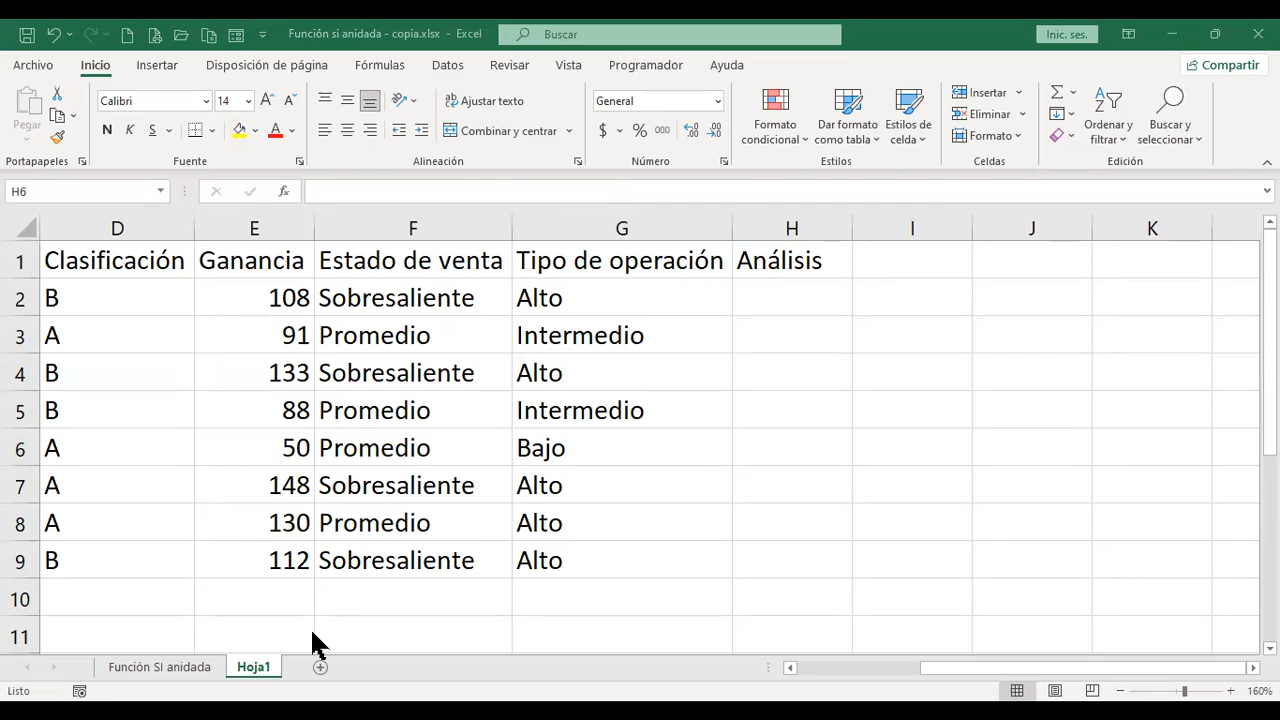 Función si anidada - copia.xlsx - Excel
Buscar
Inic. ses.
Archivo Inicio Insertar Disposición de página Fórmulas Datos Revisar Vista Programador Ayuda
Compartir
Pegar
Portapapeles
Calibri 14
N K S
Fuente
ab Ajustar texto
Combinar y centrar
Alineación
General
$ % 000
Número
Formato condicional
Dar formato como tabla
Estilos de celda
Estilos
Insertar
Eliminar
Formato
Celdas
Ordenar y filtrar
Buscar y seleccionar
Edición
H6 fx
D E F G H I J K
1 Clasificación Ganancia Estado de venta Tipo de operación Análisis
2 B 108 Sobresaliente Alto
3 A 91 Promedio Intermedio
4 B 133 Sobresaliente Alto
5 B 88 Promedio Intermedio
6 A 50 Promedio Bajo
7 A 148 Sobresaliente Alto
8 A 130 Promedio Alto
9 B 112 Sobresaliente Alto
10
11
Función SI anidada Hoja1
Listo 160%